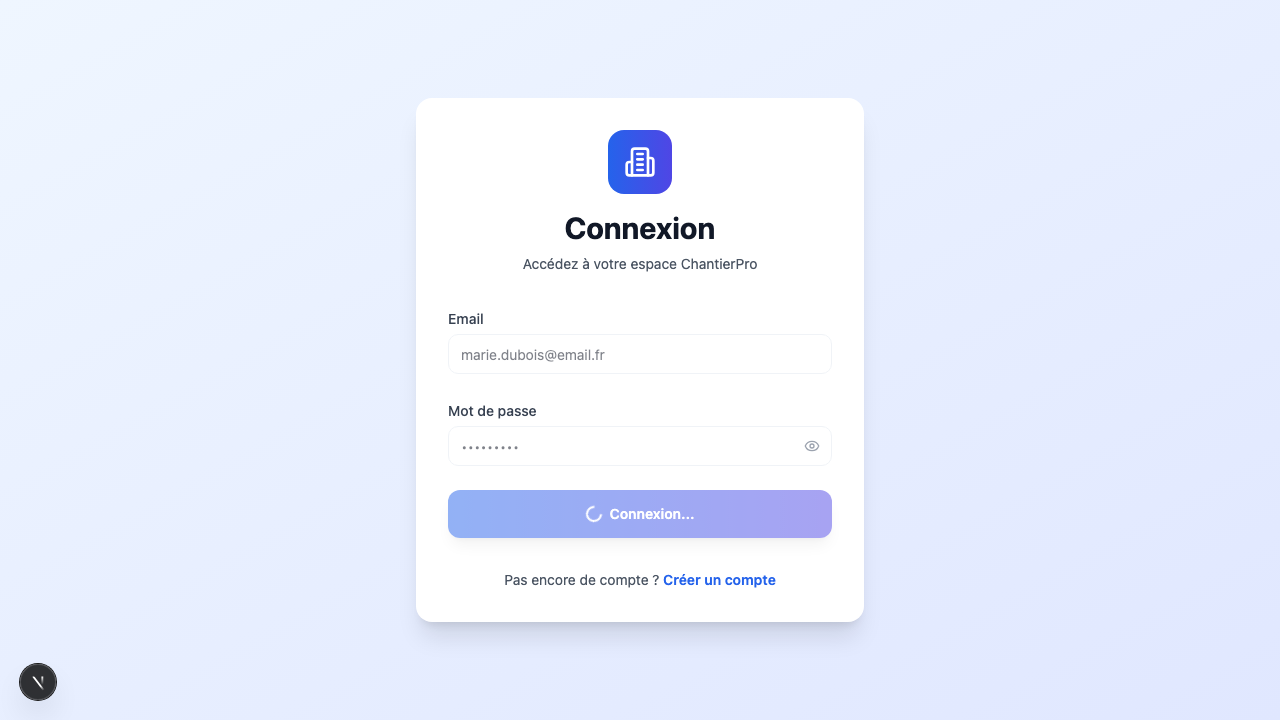 Connexion
Accédez à votre espace ChantierPro
Email
marie.dubois@email.fr
Mot de passe
•••••••••
Connexion...
Pas encore de compte ? Créer un compte
N